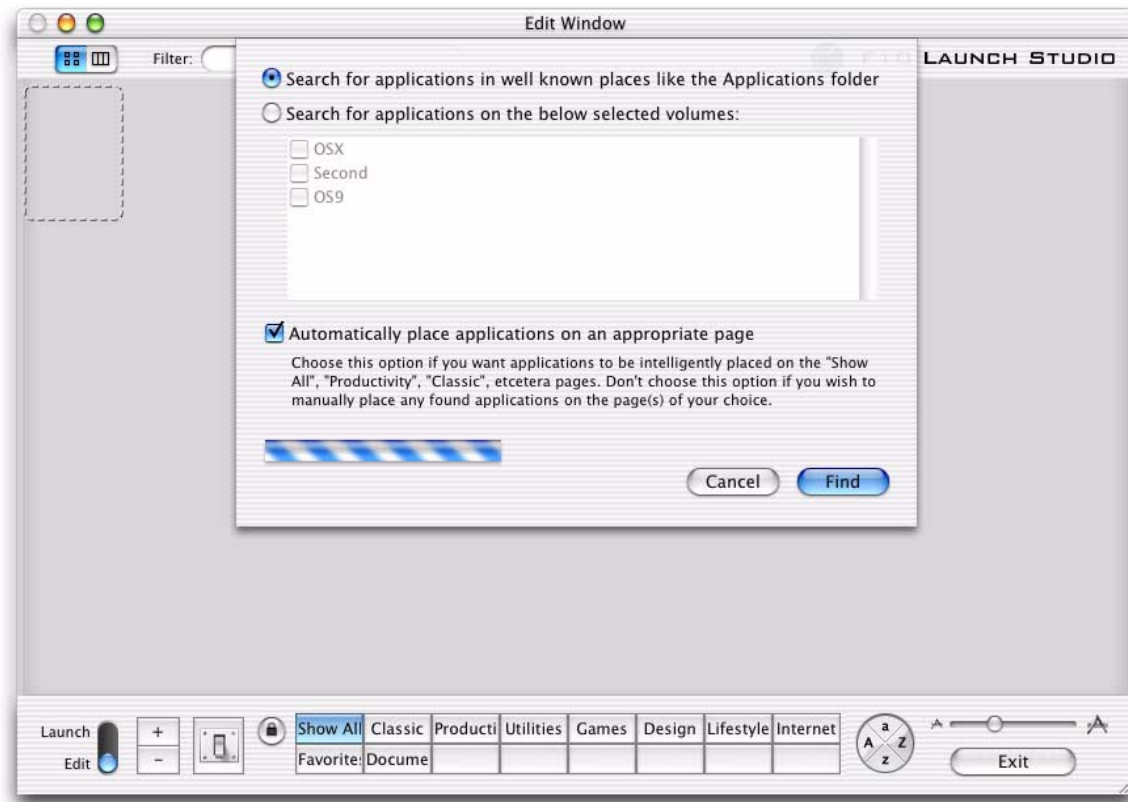 Edit Window
Filter:
LAUNCH STUDIO
Search for applications in well known places like the Applications folder
Search for applications on the below selected volumes:
OSX
Second
OS9
Automatically place applications on an appropriate page
Choose this option if you want applications to be intelligently placed on the "Show
All", "Productivity", "Classic", etcetera pages. Don't choose this option if you wish to
manually place any found applications on the page(s) of your choice.
Cancel
Find
Launch
Edit
+
-
Show All Classic Producti Utilities Games Design Lifestyle Internet
Favorite: Docume
a
A Z
z
A A
Exit